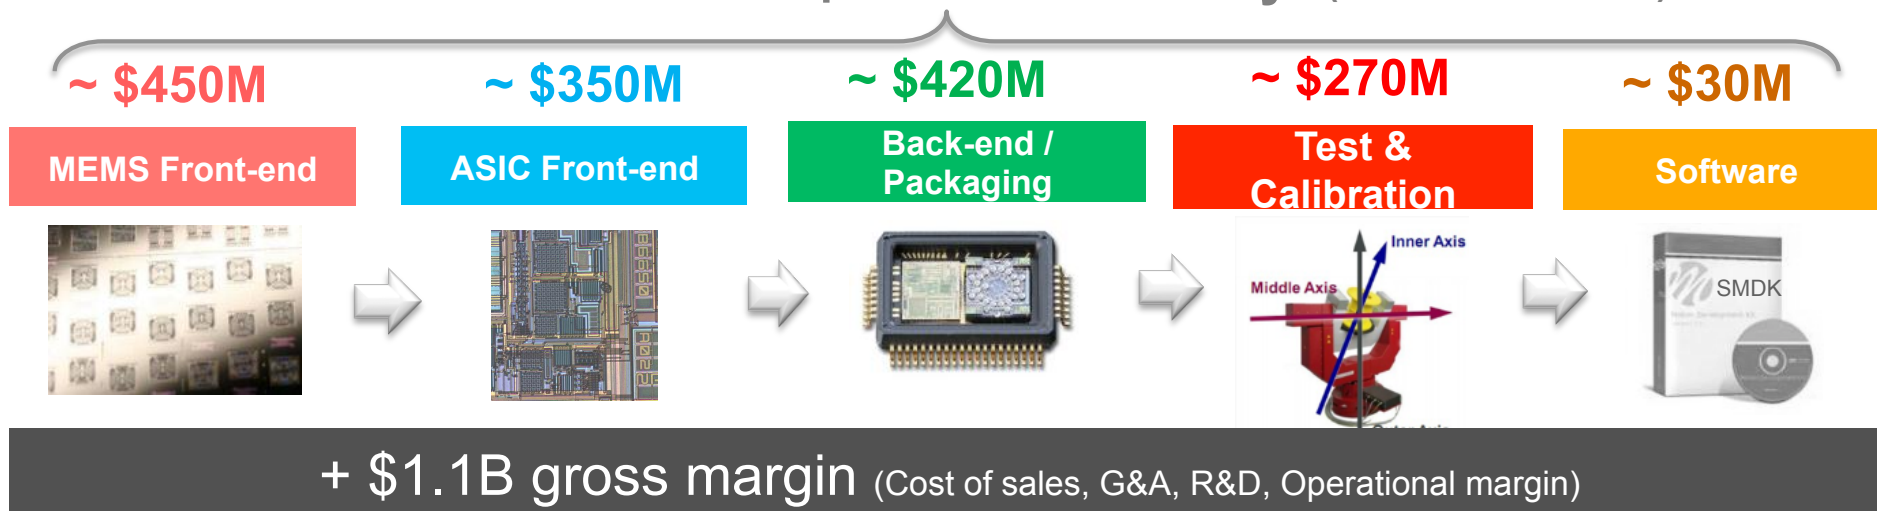 ~ $450M
~ $350M
~ $420M
~ $270M
~ $30M
MEMS Front-end
ASIC Front-end
Back-end /
Packaging
Test &
Calibration
Software
Inner Axis
Middle Axis
SMDK
+ $1.1B gross margin (Cost of sales, G&A, R&D, Operational margin)